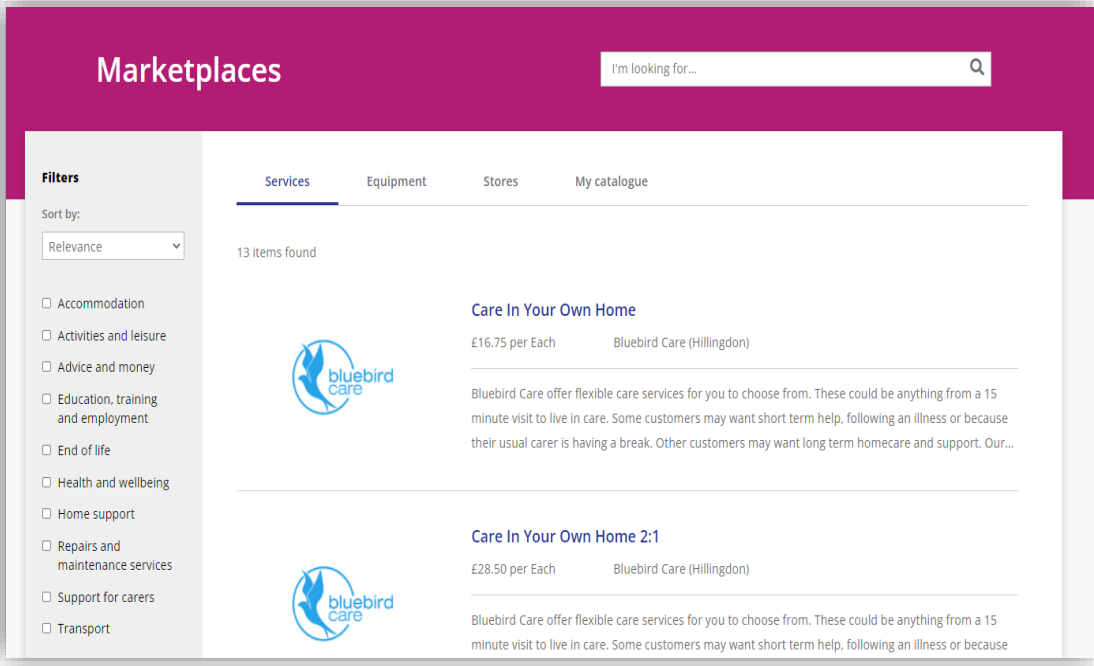 Marketplaces
I'm looking for...
Filters
Sort by:
Relevance
Accommodation
Activities and leisure
Advice and money
Education, training
and employment
End of life
Health and wellbeing
Home support
Repairs and
maintenance services
Support for carers
Transport
Services Equipment Stores My catalogue
13 items found
bluebird
care
Care In Your Own Home
£16.75 per Each Bluebird Care (Hillingdon)
Bluebird Care offer flexible care services for you to choose from. These could be anything from a 15
minute visit to live in care. Some customers may want short term help, following an illness or because
their usual carer is having a break. Other customers may want long term homecare and support. Our...
bluebird
care
Care In Your Own Home 2:1
£28.50 per Each Bluebird Care (Hillingdon)
Bluebird Care offer flexible care services for you to choose from. These could be anything from a 15
minute visit to live in care. Some customers may want short term help, following an illness or because